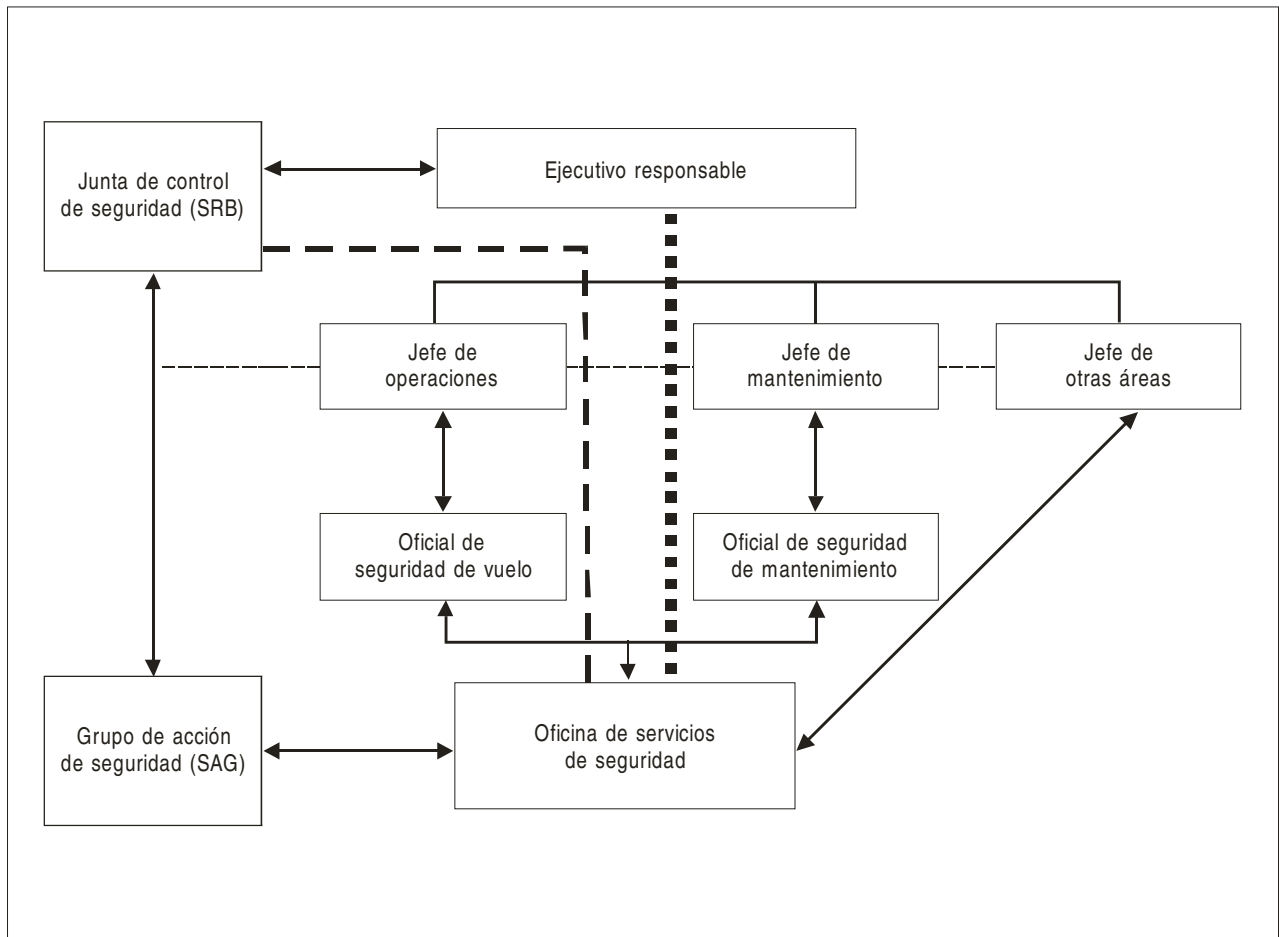 Junta de control
de seguridad (SRB)
Ejecutivo responsable
Jefe de
operaciones
Jefe de
mantenimiento
Jefe de
otras áreas
Oficial de
seguridad de vuelo
Oficial de seguridad
de mantenimiento
Grupo de acción
de seguridad (SAG)
Oficina de servicios
de seguridad